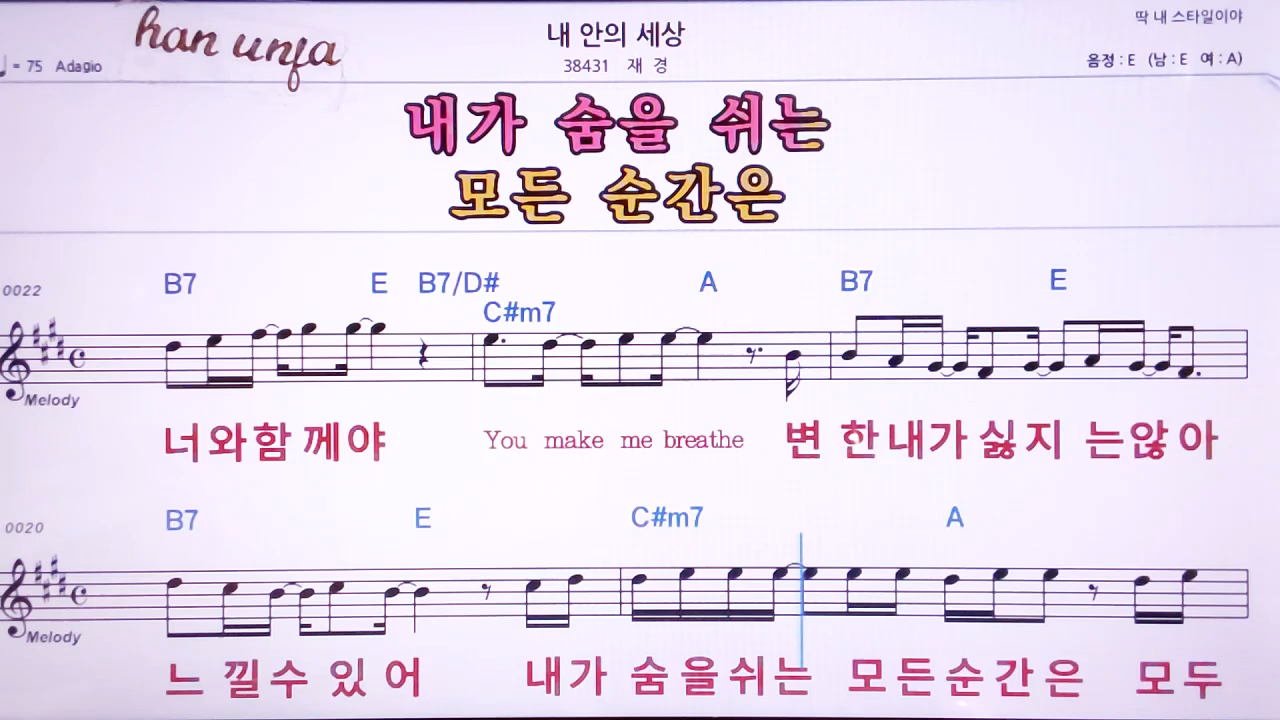 han unja
내 안의 세상
딱 내 스타일이야
= 75 Adagio
38431 재 경
음정 : E (남 : E 여 : A)
내가 숨을 쉬는
모든 순간은
0022 B7 E B7/D# C#m7 A B7 E
Melody
너와함께야 You make me breathe 변 한내가 싫지 는않아
0020 B7 E C#m7 A
Melody
느 낄수 있 어 내가 숨을쉬는 모든순간은 모두